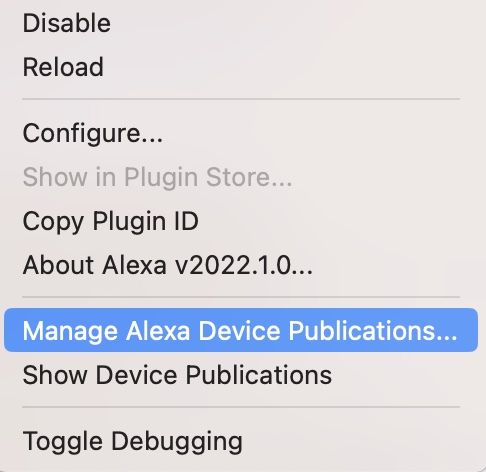 Disable
Reload
Configure...
Show in Plugin Store...
Copy Plugin ID
About Alexa v2022.1.0...
Manage Alexa Device Publications...
Show Device Publications
Toggle Debugging